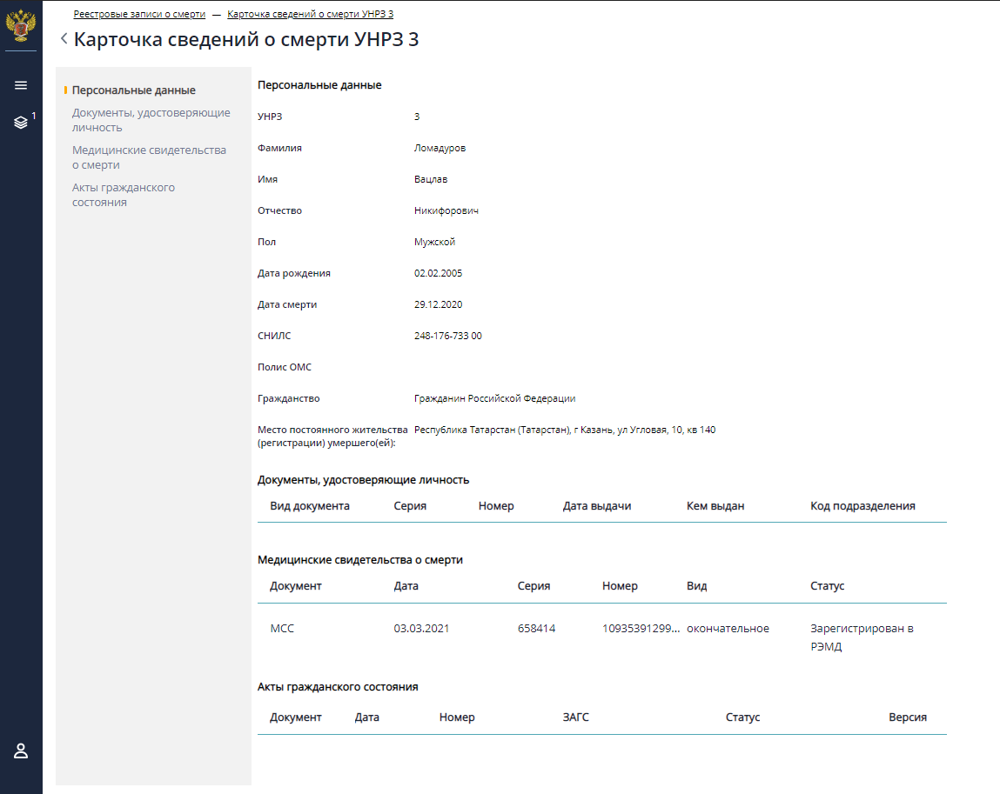 Реестровые записи о смерти — Карточка сведений о смерти УНРЗ 3
Карточка сведений о смерти УНРЗ 3
1
Персональные данные
Документы, удостоверяющие
личность
Медицинские свидетельства
о смерти
Акты гражданского
состояния
Персональные данные
УНРЗ 3
Фамилия Ломадуров
Имя Вацлав
Отчество Никифорович
Пол Мужской
Дата рождения 02.02.2005
Дата смерти 29.12.2020
СНИЛС 248-176-733 00
Полис ОМС
Гражданство Гражданин Российской Федерации
Место постоянного жительства Республика Татарстан (Татарстан), г Казань, ул Угловая, 10, кв 140
(регистрации) умершего(ей):
Документы, удостоверяющие личность
Вид документа Серия Номер Дата выдачи Кем выдан Код подразделения
Медицинские свидетельства о смерти
Документ Дата Серия Номер Вид Статус
МСС 03.03.2021 658414 10935391299... окончательное Зарегистрирован в
РЭМД
Акты гражданского состояния
Документ Дата Номер ЗАГС Статус Версия